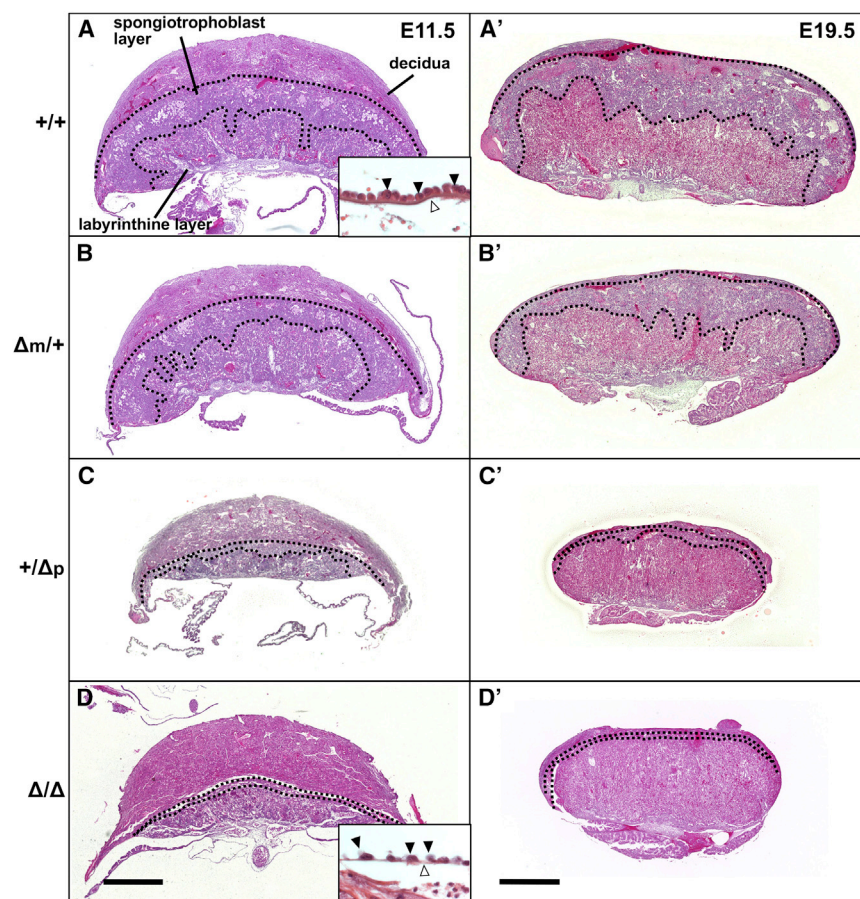 A
spongiotrophoblast
layer
E11.5
decidua
labyrinthine layer
A'
E19.5
+/+
B
B'
Δm/+
C
C'
+/Δp
D
D'
Δ/Δ